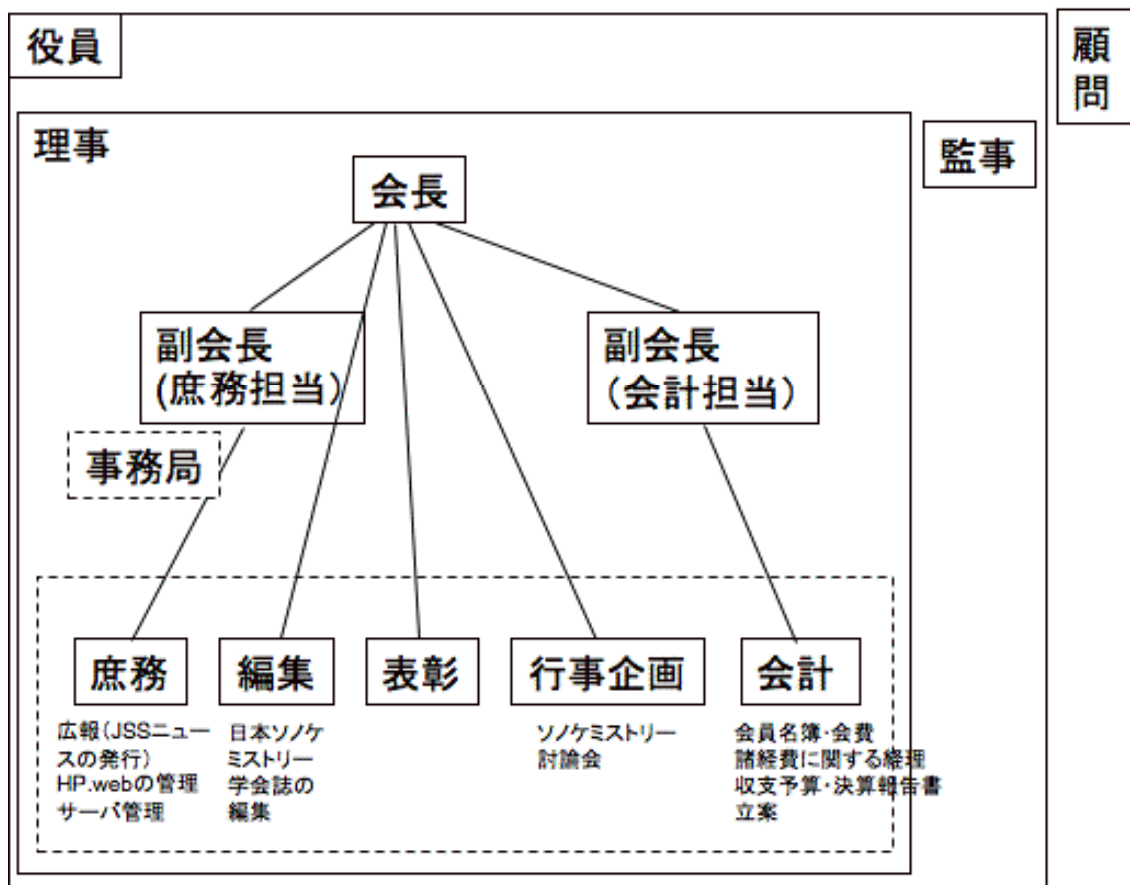 役員
顧
問
理事
監事
会長
副会長
(庶務担当)
副会長
(会計担当)
事務局
庶務
編集
表彰
行事企画
会計
広報(JSSニュー
スの発行)
HP.webの管理
サーバ管理
日本ソノケ
ミストリー
学会誌の
編集
ソノケミストリー
討論会
会員名簿・会費
諸経費に関する経理
収支予算・決算報告書
立案